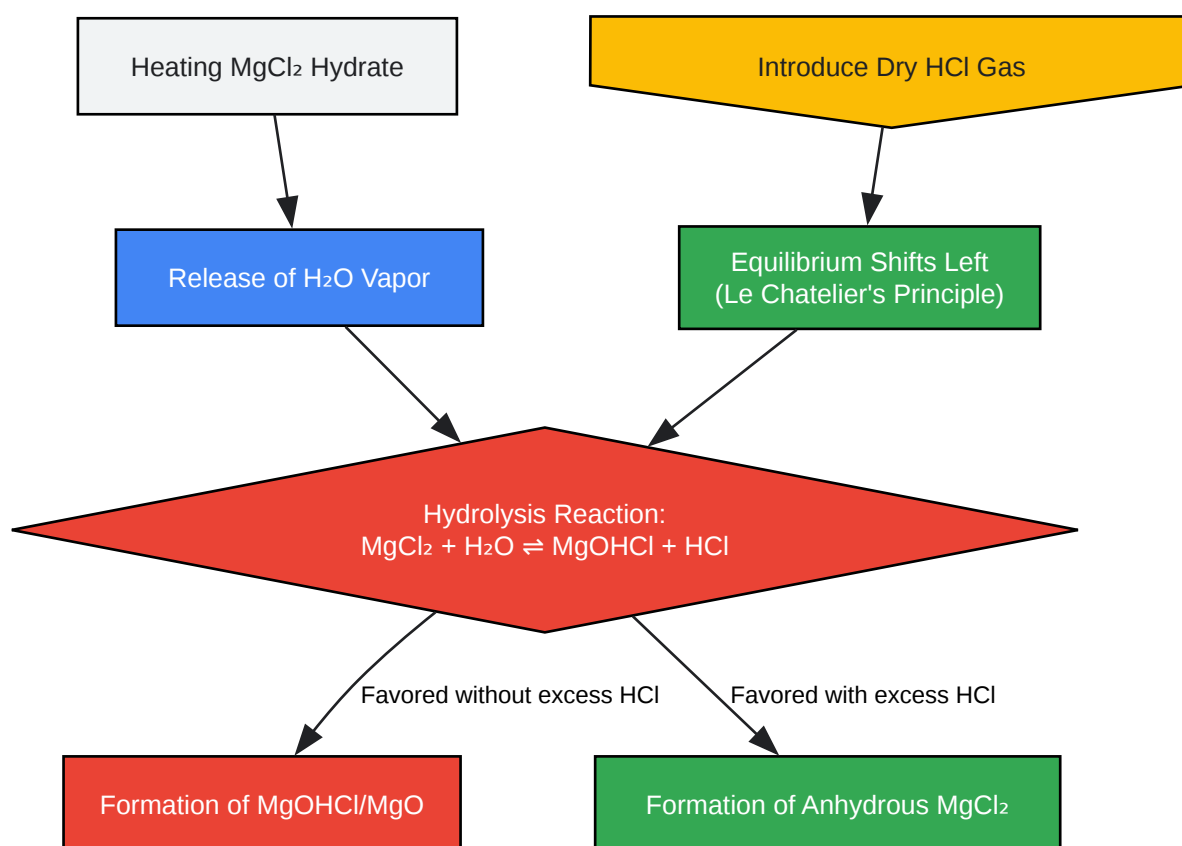 Heating MgCl₂ Hydrate
Introduce Dry HCl Gas
Release of H₂O Vapor
Equilibrium Shifts Left
(Le Chatelier's Principle)
Hydrolysis Reaction:
MgCl₂ + H₂O ⇌ MgOHCl + HCl
Favored without excess HCl
Favored with excess HCl
Formation of MgOHCl/MgO
Formation of Anhydrous MgCl₂